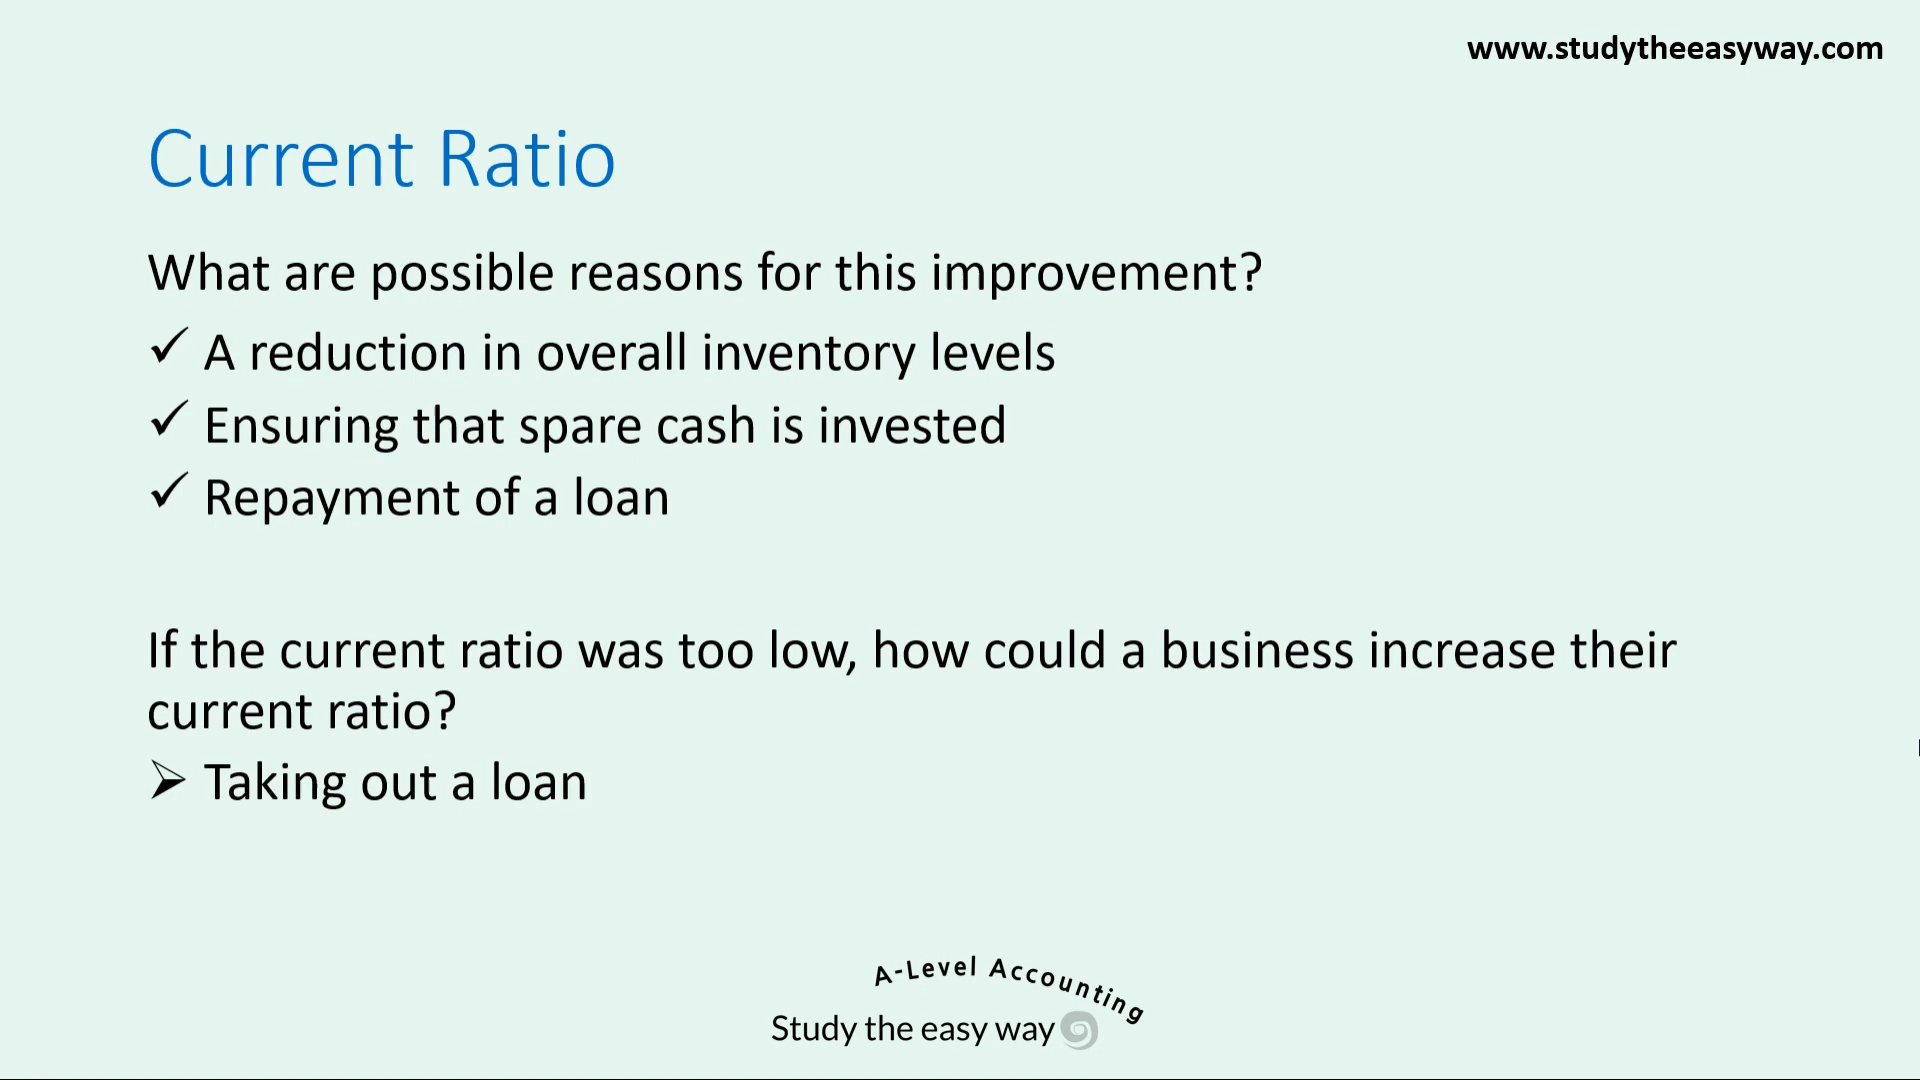 www.studytheeasyway.com
Current Ratio
What are possible reasons for this improvement?
✓ A reduction in overall inventory levels
✓ Ensuring that spare cash is invested
✓ Repayment of a loan
If the current ratio was too low, how could a business increase their
current ratio?
➢ Taking out a loan
A-Level Accounting
Study the easy way